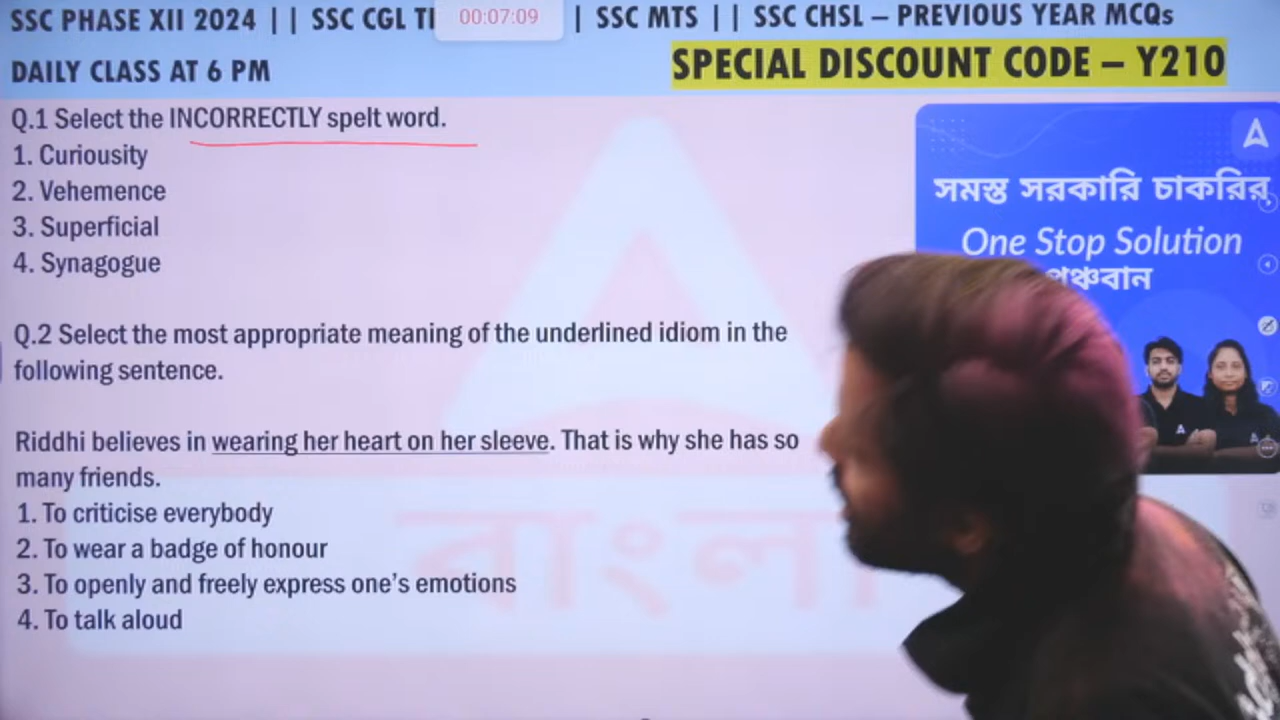 SSC PHASE XII 2024 || SSC CGL TI 00:07:09 | SSC MTS || SSC CHSL – PREVIOUS YEAR MCQs
DAILY CLASS AT 6 PM
SPECIAL DISCOUNT CODE – Y210
Q.1 Select the INCORRECTLY spelt word.
1. Curiousity
2. Vehemence
3. Superficial
4. Synagogue
Q.2 Select the most appropriate meaning of the underlined idiom in the
following sentence.
Riddhi believes in wearing her heart on her sleeve. That is why she has so
many friends.
1. To criticise everybody
2. To wear a badge of honour
3. To openly and freely express one's emotions
4. To talk aloud
সমস্ত সরকারি চাকরির
One Stop Solution
বাংলা